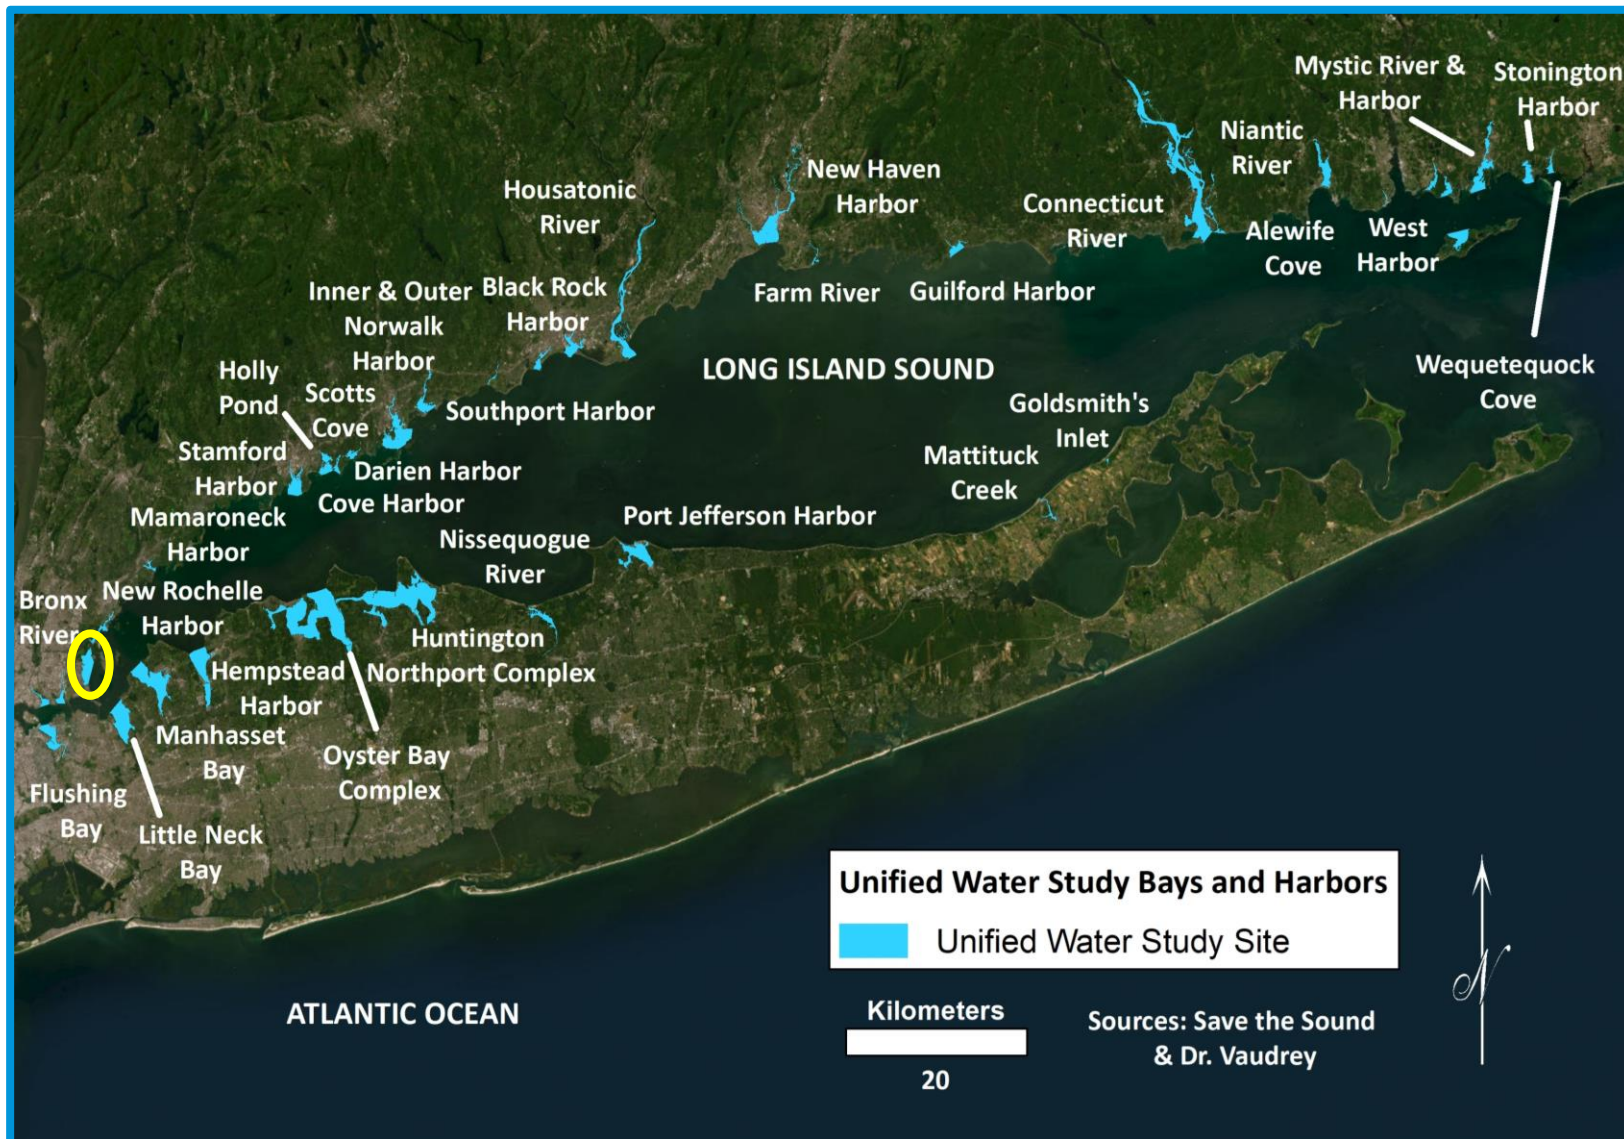 Mystic River &
Harbor
Stonington
Harbor
Niantic
River
New Haven
Harbor
Housatonic
River
Connecticut
River
Alewife
Cove
West
Harbor
Inner & Outer
Norwalk
Harbor
Black Rock
Harbor
Farm River
Guilford Harbor
Holly
Pond
Scotts
Cove
LONG ISLAND SOUND
Wequetequock
Cove
Southport Harbor
Goldsmith's
Inlet
Stamford
Harbor
Darien Harbor
Cove Harbor
Mattituck
Creek
Mamaroneck
Harbor
Port Jefferson Harbor
Nissequogue
River
Bronx
River
New Rochelle
Harbor
Huntington
Northport Complex
Hempstead
Harbor
Manhasset
Bay
Oyster Bay
Complex
Flushing
Bay
Little Neck
Bay
Unified Water Study Bays and Harbors
Unified Water Study Site
ATLANTIC OCEAN
Kilometers
20
Sources: Save the Sound
& Dr. Vaudrey
N